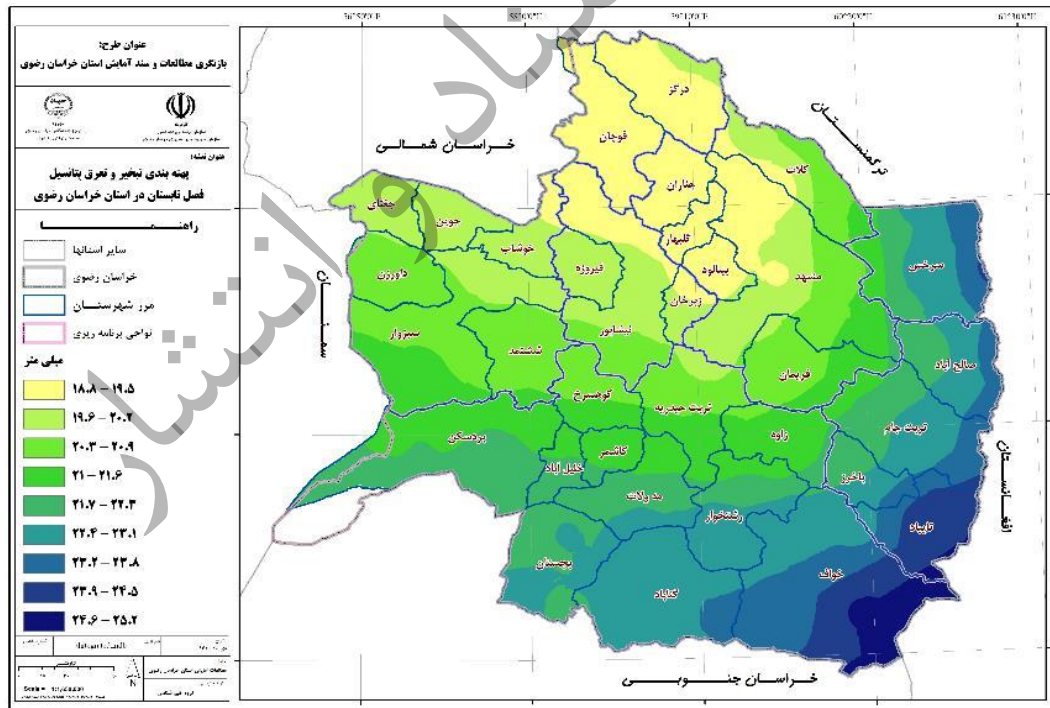 عنوان طرح:
بازنگری مطالعات و سند آمایش استان خراسان رضوی
عنوان نقشه:
پهنه بندی تبخیر و تعرق پتانسیل
فصل تابستان در استان خراسان رضوی
راهنما
سایر استانها
خراسان رضوی
مرز شهرستان
نواحی برنامه ریزی
میلی متر
۱۸.۸ – ۱۹.۵
۱۹.۶ – ۲۰.۲
۲۰.۳ – ۲۰.۹
۲۱ – ۲۱.۶
۲۱.۷ – ۲۲.۳
۲۲.۴ – ۲۳.۱
۲۳.۲ – ۲۳.۸
۲۳.۹ – ۲۴.۵
۲۴.۶ – ۲۵.۲
N
خراسان شمالی
ترکمنستان
سمنان
افغانستان
خراسان جنوبی
درگز
قوچان
کلات
چناران
جغتای
جوین
خوشاب
گلبهار
بینالود
فیروزه
مشهد
سرخس
داورزن
زبرخان
نیشابور
سبزوار
ششتمد
فریمان
صالح آباد
کوهسرخ
تربت حیدریه
تربت جام
بردسکن
کاشمر
زاوه
خلیل آباد
باخرز
مه ولات
رشتخوار
تایباد
بجستان
گناباد
خواف
و انتشار